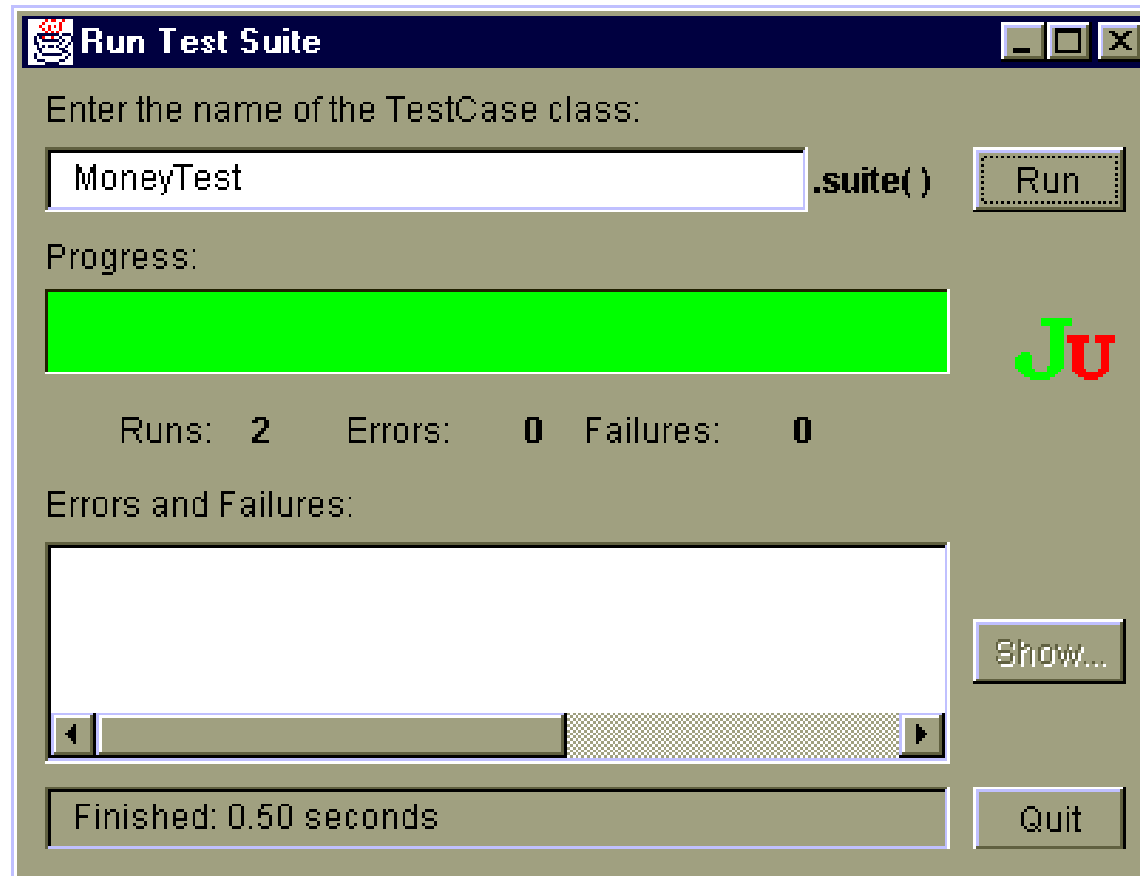 Run Test Suite
Enter the name of the TestCase class:
MoneyTest .suite( ) Run
Progress:
JU
Runs: 2 Errors: 0 Failures: 0
Errors and Failures:
Show...
Finished: 0.50 seconds Quit